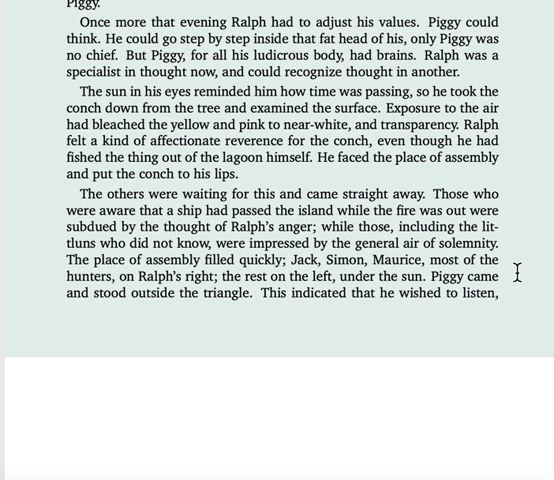 Piggy.
Once more that evening Ralph had to adjust his values. Piggy could
think. He could go step by step inside that fat head of his, only Piggy was
no chief. But Piggy, for all his ludicrous body, had brains. Ralph was a
specialist in thought now, and could recognize thought in another.
The sun in his eyes reminded him how time was passing, so he took the
conch down from the tree and examined the surface. Exposure to the air
had bleached the yellow and pink to near-white, and transparency. Ralph
felt a kind of affectionate reverence for the conch, even though he had
fished the thing out of the lagoon himself. He faced the place of assembly
and put the conch to his lips.
The others were waiting for this and came straight away. Those who
were aware that a ship had passed the island while the fire was out were
subdued by the thought of Ralph’s anger; while those, including the lit-
tluns who did not know, were impressed by the general air of solemnity.
The place of assembly filled quickly; Jack, Simon, Maurice, most of the
hunters, on Ralph’s right; the rest on the left, under the sun. Piggy came
and stood outside the triangle. This indicated that he wished to listen,